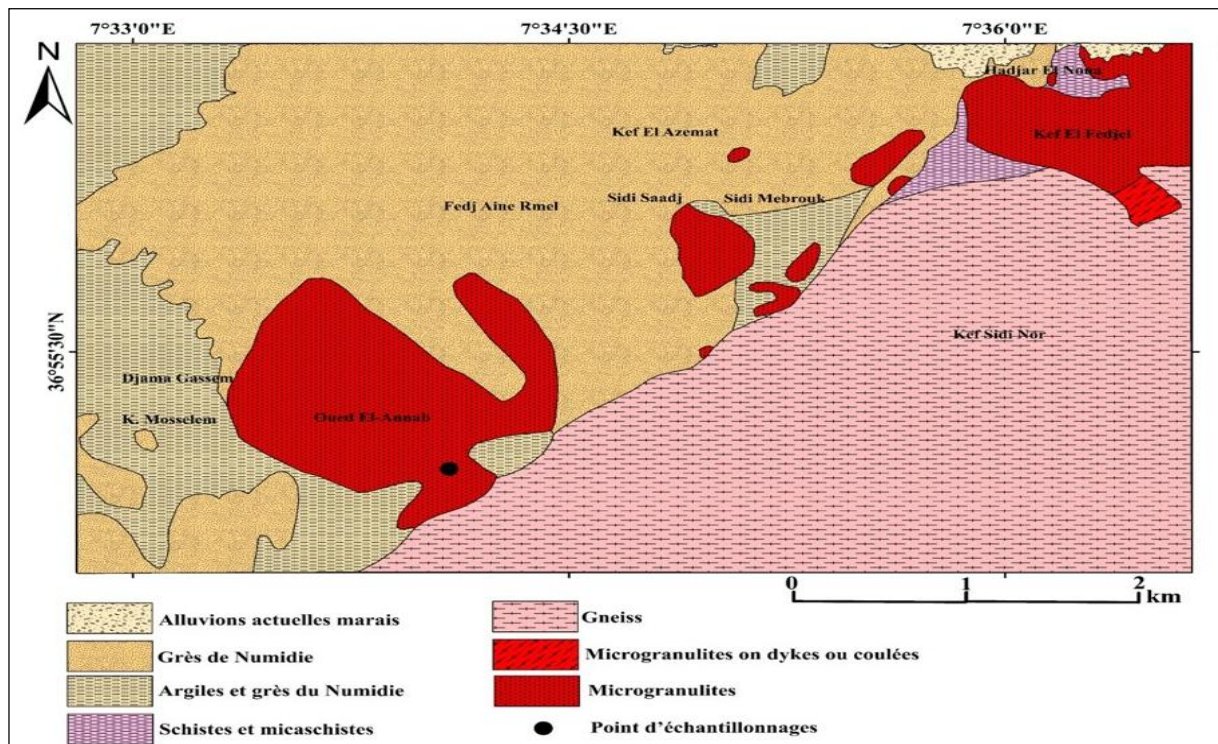 7°33'0"E 7°34'30"E 7°36'0"E
N
Hadjar El Noua
Kef El Azemat
Kef El Fedjel
Sidi Saadj
Sidi Mebrouk
Fedj Aine Rmel
36°55'30"N
Kef Sidi Nor
Djama Gassem
Oued El-Annab
K. Mosselem
0 1 2
km
Alluvions actuelles marais
Gneiss
Grès de Numidie
Microgranulites on dykes ou coulées
Argiles et grès du Numidie
Microgranulites
Schistes et micaschistes
Point d'échantillonnages